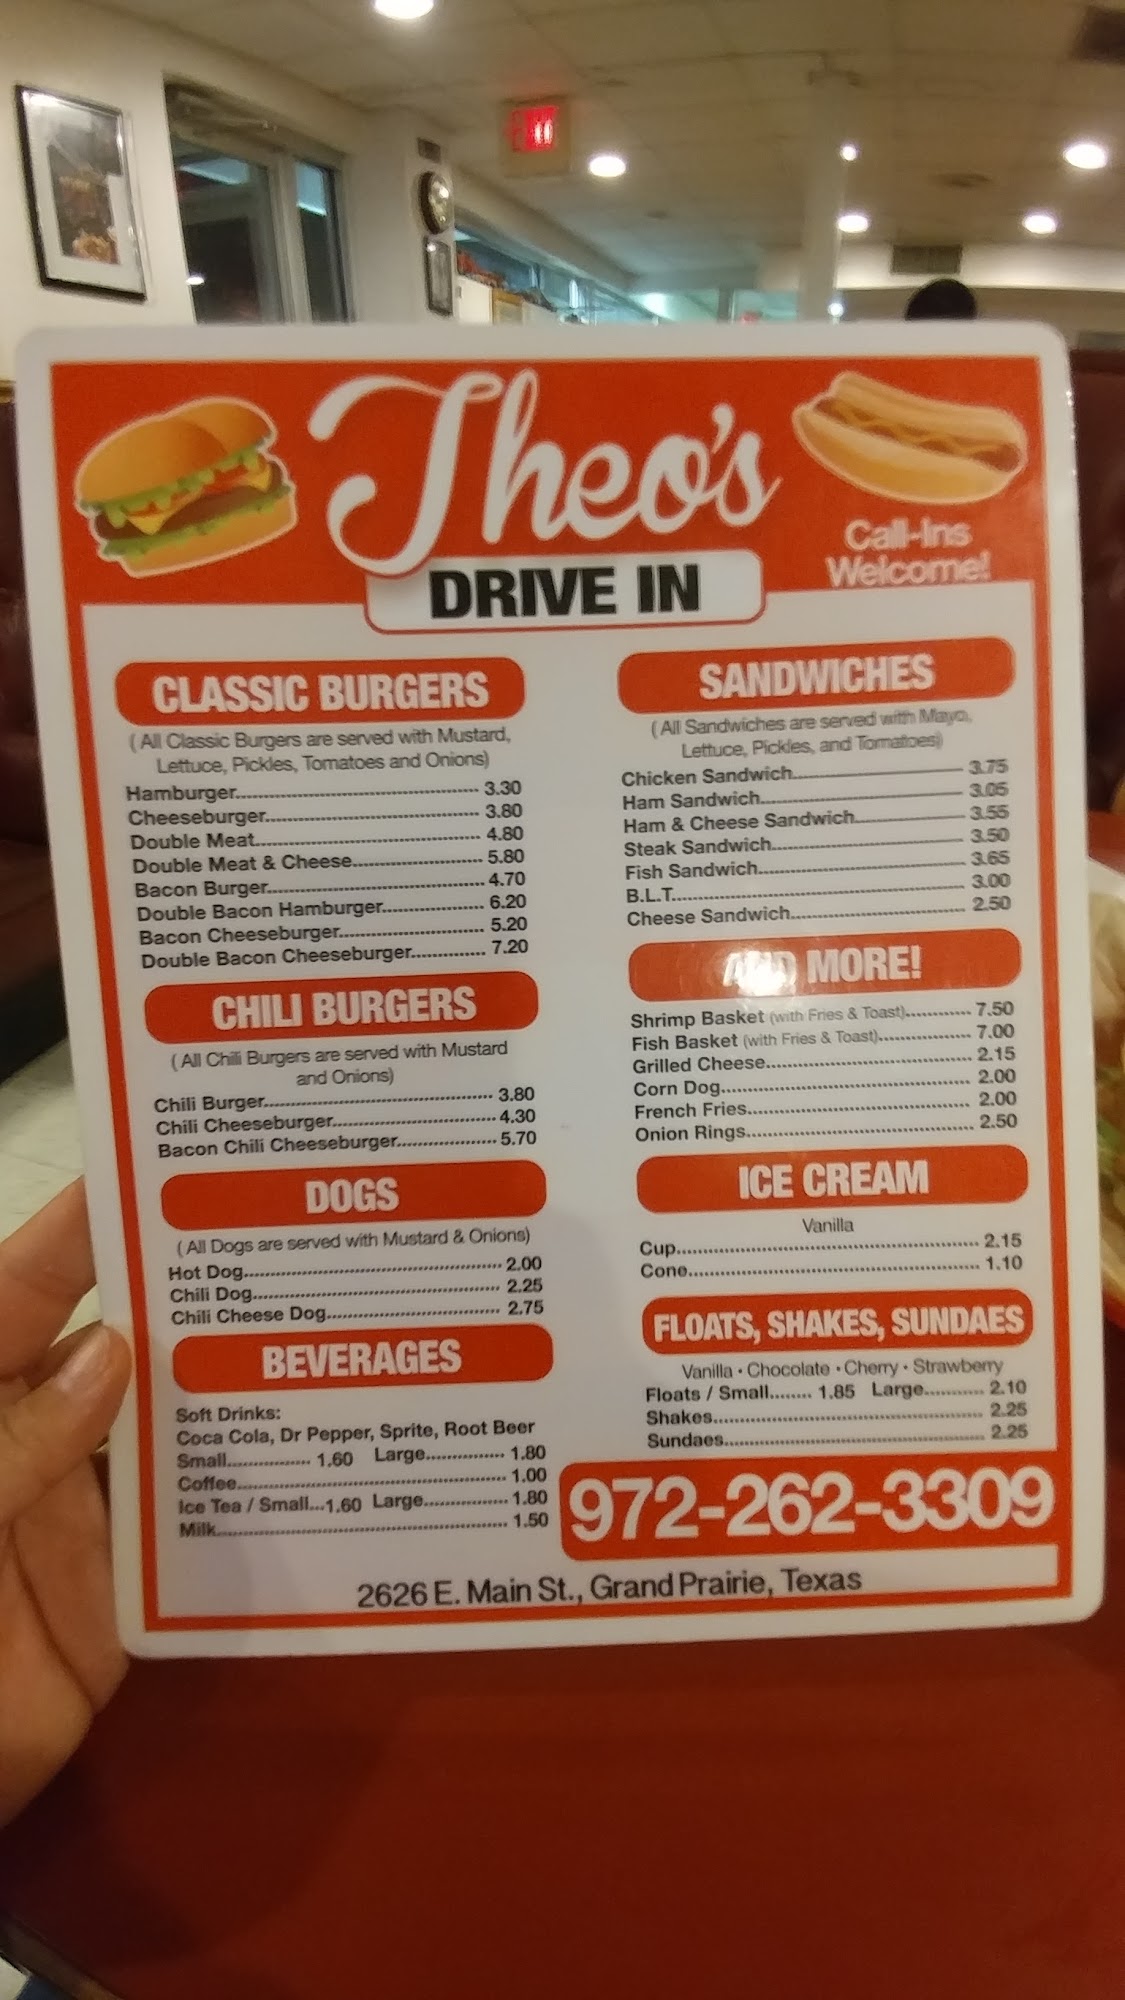 EXIT
Theo's
DRIVE IN
Call-Ins
Welcome!
CLASSIC BURGERS
( All Classic Burgers are served with Mustard,
Lettuce, Pickles, Tomatoes and Onions)
Hamburger........ 3.30
Cheeseburger........ 3.80
Double Meat........ 4.80
Double Meat & Cheese........ 5.80
Bacon Burger........ 4.70
Double Bacon Hamburger........ 6.20
Bacon Cheeseburger........ 5.20
Double Bacon Cheeseburger........ 7.20
CHILI BURGERS
( All Chili Burgers are served with Mustard
and Onions)
Chili Burger........ 3.80
Chili Cheeseburger........ 4.30
Bacon Chili Cheeseburger........ 5.70
DOGS
( All Dogs are served with Mustard & Onions)
Hot Dog........ 2.00
Chili Dog........ 2.25
Chili Cheese Dog........ 2.75
BEVERAGES
Soft Drinks:
Coca Cola, Dr Pepper, Sprite, Root Beer
Small........ 1.60 Large........ 1.80
Coffee........ 1.00
Ice Tea / Small...1.60 Large........ 1.80
Milk........ 1.50
SANDWICHES
( All Sandwiches are served with Mayo,
Lettuce, Pickles, and Tomatoes)
Chicken Sandwich........ 3.75
Ham Sandwich........ 3.05
Ham & Cheese Sandwich........ 3.55
Steak Sandwich........ 3.50
Fish Sandwich........ 3.65
B.L.T........ 3.00
Cheese Sandwich........ 2.50
AND MORE!
Shrimp Basket (with Fries & Toast)........ 7.50
Fish Basket (with Fries & Toast)........ 7.00
Grilled Cheese........ 2.15
Corn Dog........ 2.00
French Fries........ 2.00
Onion Rings........ 2.50
ICE CREAM
Vanilla
Cup........ 2.15
Cone........ 1.10
FLOATS, SHAKES, SUNDAES
Vanilla • Chocolate • Cherry • Strawberry
Floats / Small........ 1.85 Large........ 2.10
Shakes........ 2.25
Sundaes........ 2.25
972-262-3309
2626 E. Main St., Grand Prairie, Texas